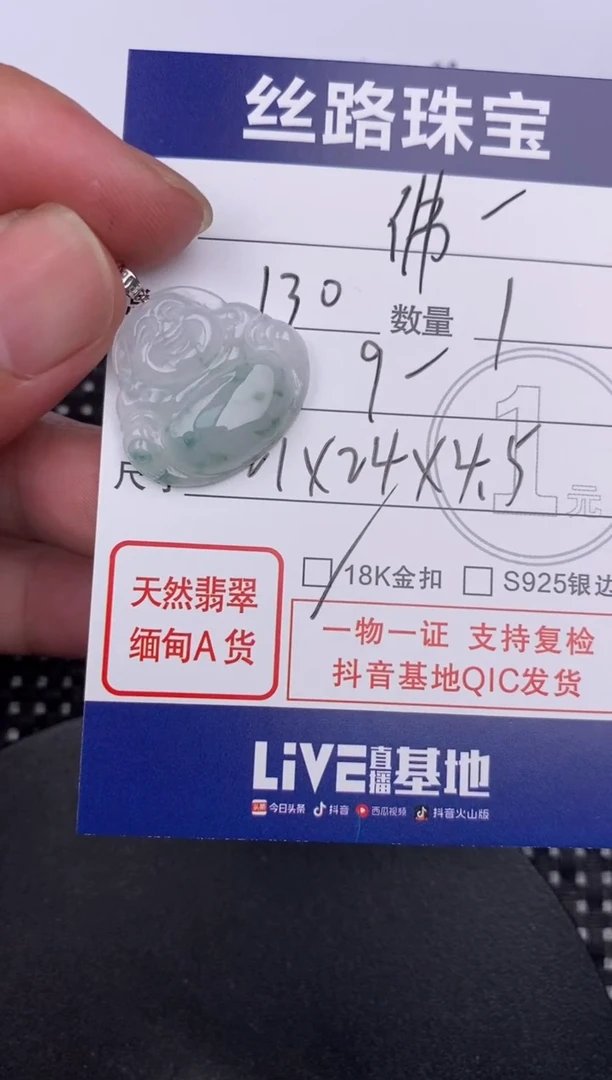 丝路珠宝
佛
130 数量 1
9
1X24X4.5
1元
天然翡翠
缅甸A货
18K金扣 S925银边
一物一证 支持复检
抖音基地QIC发货
LiVE直播基地
头条 今日头条 抖音 西瓜视频 抖音火山版